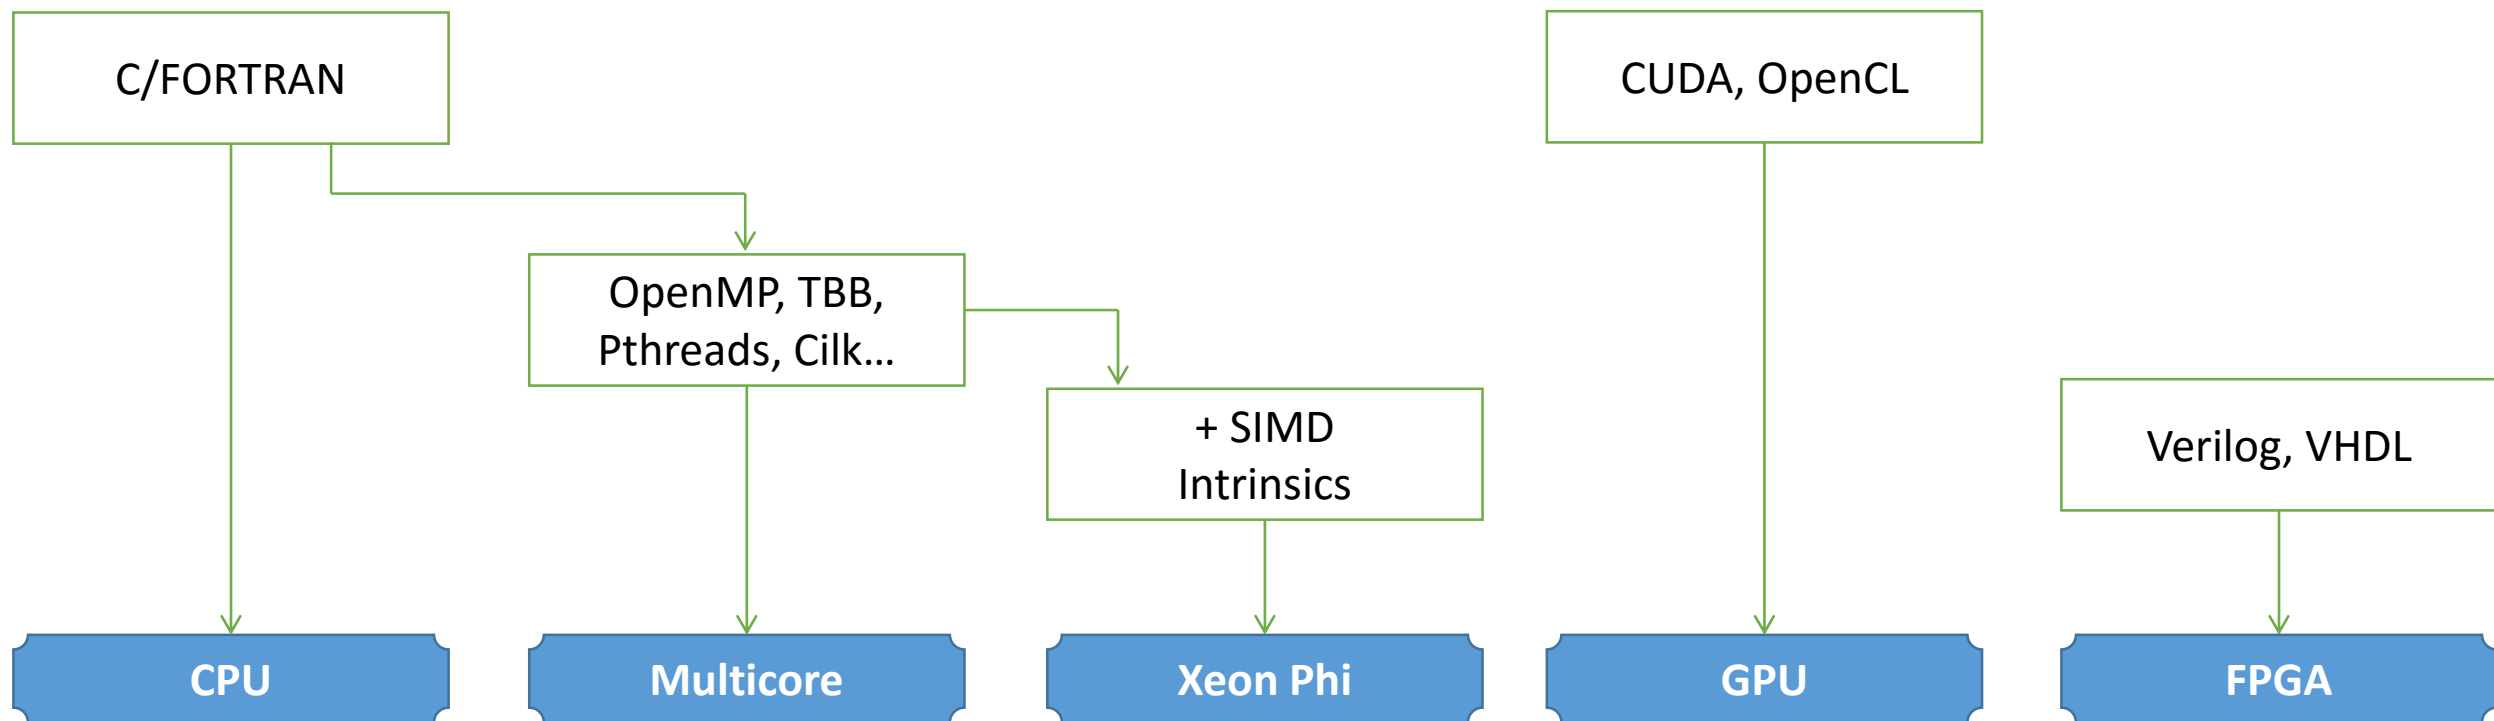 C/FORTRAN
CUDA, OpenCL
OpenMP, TBB,
Pthreads, Cilk...
+ SIMD
Intrinsics
Verilog, VHDL
CPU
Multicore
Xeon Phi
GPU
FPGA